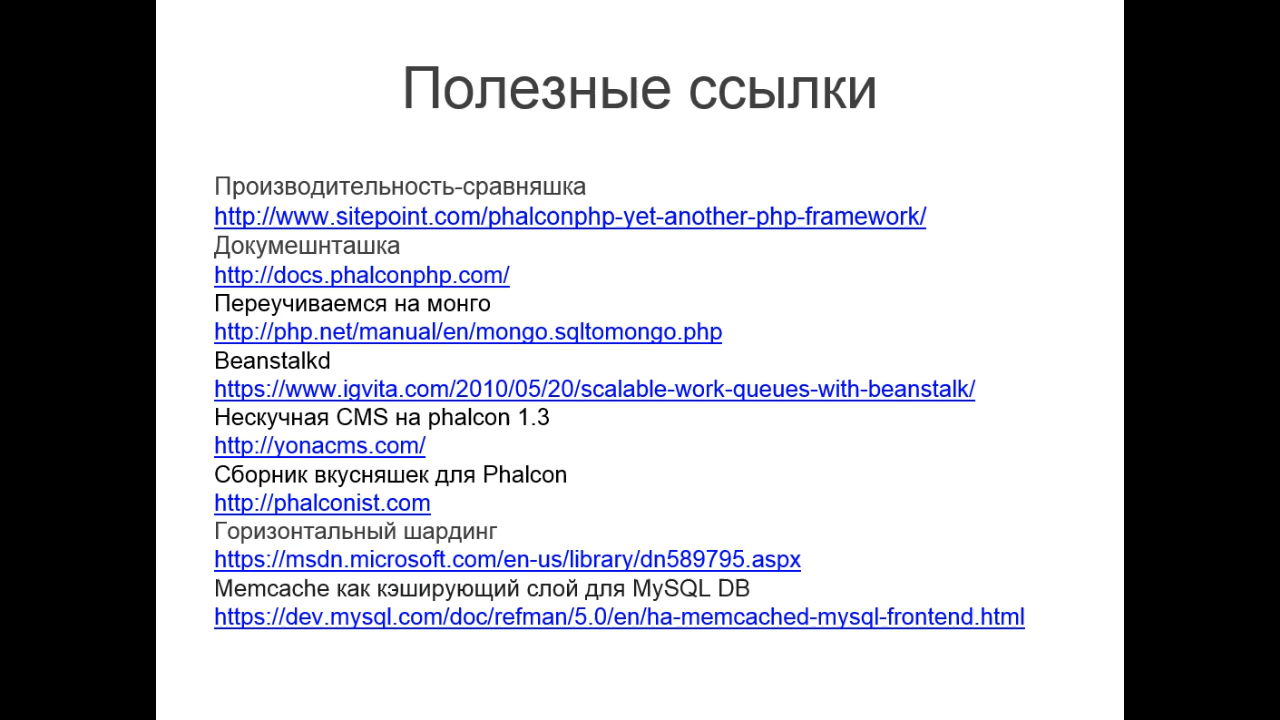 Полезные ссылки
Производительность-сравняшка
http://www.sitepoint.com/phalconphp-yet-another-php-framework/
Докумешнташка
http://docs.phalconphp.com/
Переучиваемся на монго
http://php.net/manual/en/mongo.sqltomongo.php
Beanstalkd
https://www.igvita.com/2010/05/20/scalable-work-queues-with-beanstalk/
Нескучная CMS на phalcon 1.3
http://yonacms.com/
Сборник вкусняшек для Phalcon
http://phalconist.com
Горизонтальный шардинг
https://msdn.microsoft.com/en-us/library/dn589795.aspx
Memcache как кэширующий слой для MySQL DB
https://dev.mysql.com/doc/refman/5.0/en/ha-memcached-mysql-frontend.html